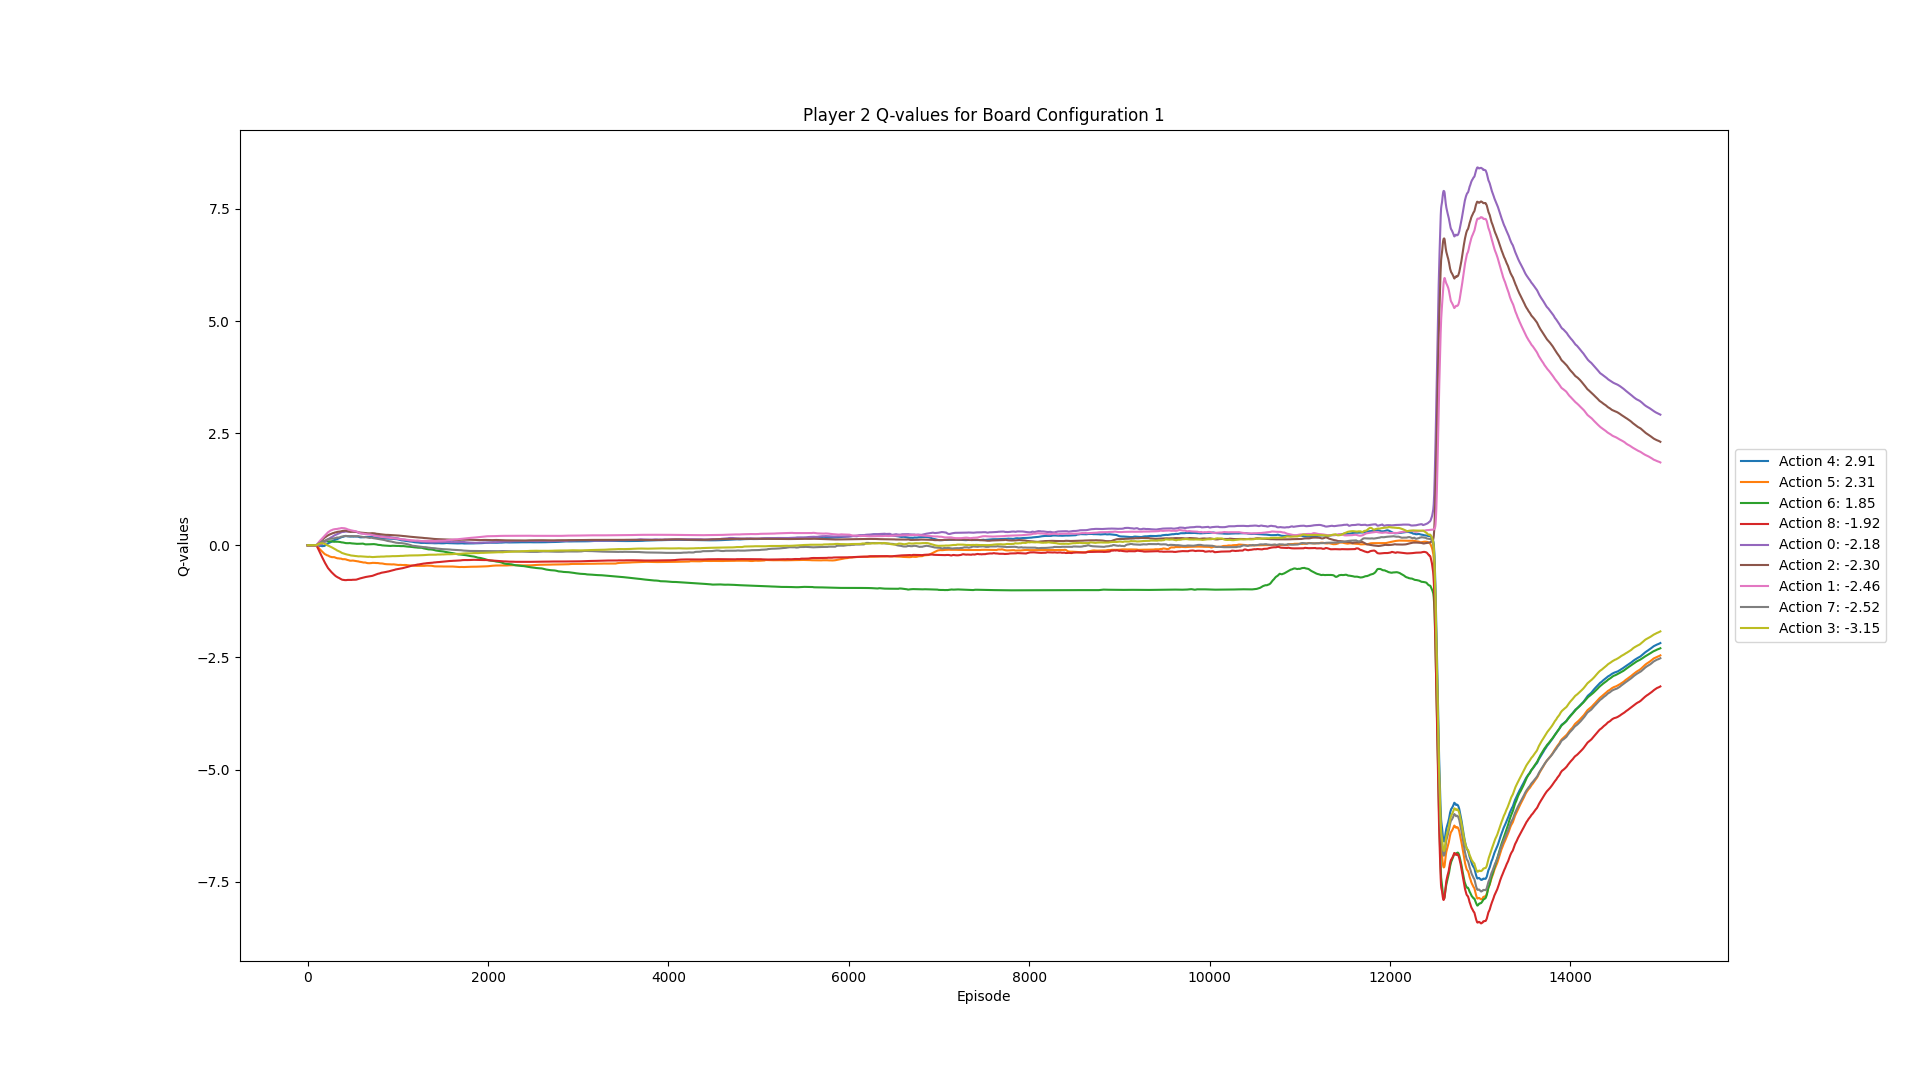 Player 2 Q-values for Board Configuration 1
Q-values
7.5
5.0
2.5
0.0
−2.5
−5.0
−7.5
0
2000
4000
6000
8000
10000
12000
14000
Episode
Action 4: 2.91
Action 5: 2.31
Action 6: 1.85
Action 8: -1.92
Action 0: -2.18
Action 2: -2.30
Action 1: -2.46
Action 7: -2.52
Action 3: -3.15